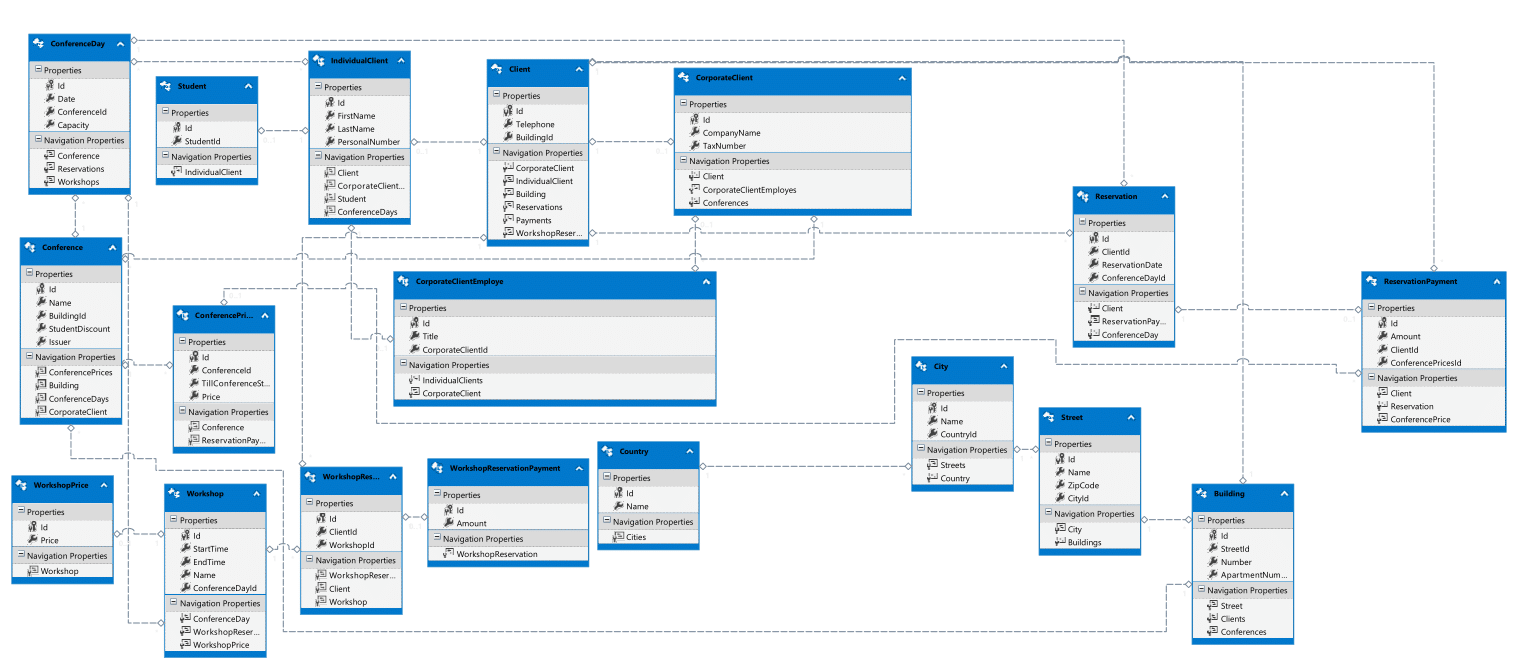 ConferenceDay
Properties
Id
Date
ConferenceId
Capacity
Navigation Properties
Conference
Reservations
Workshops
Student
Properties
Id
StudentId
Navigation Properties
IndividualClient
IndividualClient
Properties
Id
FirstName
LastName
PersonalNumber
Navigation Properties
Client
CorporateClient...
Student
ConferenceDays
Client
Properties
Id
Telephone
BuildingId
Navigation Properties
CorporateClient
IndividualClient
Building
Reservations
Payments
WorkshopReser...
CorporateClient
Properties
Id
CompanyName
TaxNumber
Navigation Properties
Client
CorporateClientEmployes
Conferences
Reservation
Properties
Id
ClientId
ReservationDate
ConferenceDayId
Navigation Properties
Client
ReservationPay...
ConferenceDay
ReservationPayment
Properties
Id
Amount
ClientId
ConferencePricesId
Navigation Properties
Client
Reservation
ConferencePrice
Conference
Properties
Id
Name
BuildingId
StudentDiscount
Issuer
Navigation Properties
ConferencePrices
Building
ConferenceDays
CorporateClient
ConferencePri...
Properties
Id
ConferenceId
TillConferenceSt...
Price
Navigation Properties
Conference
ReservationPay...
CorporateClientEmploye
Properties
Id
Title
CorporateClientId
Navigation Properties
IndividualClients
CorporateClient
City
Properties
Id
Name
CountryId
Navigation Properties
Streets
Country
Street
Properties
Id
Name
ZipCode
CityId
Navigation Properties
City
Buildings
WorkshopPrice
Properties
Id
Price
Navigation Properties
Workshop
Workshop
Properties
Id
StartTime
EndTime
Name
ConferenceDayId
Navigation Properties
ConferenceDay
WorkshopReser...
WorkshopPrice
WorkshopRes...
Properties
Id
ClientId
WorkshopId
Navigation Properties
WorkshopReser...
Client
Workshop
WorkshopReservationPayment
Properties
Id
Amount
Navigation Properties
WorkshopReservation
Country
Properties
Id
Name
Navigation Properties
Cities
Building
Properties
Id
StreetId
Number
ApartmentNum...
Navigation Properties
Street
Clients
Conferences